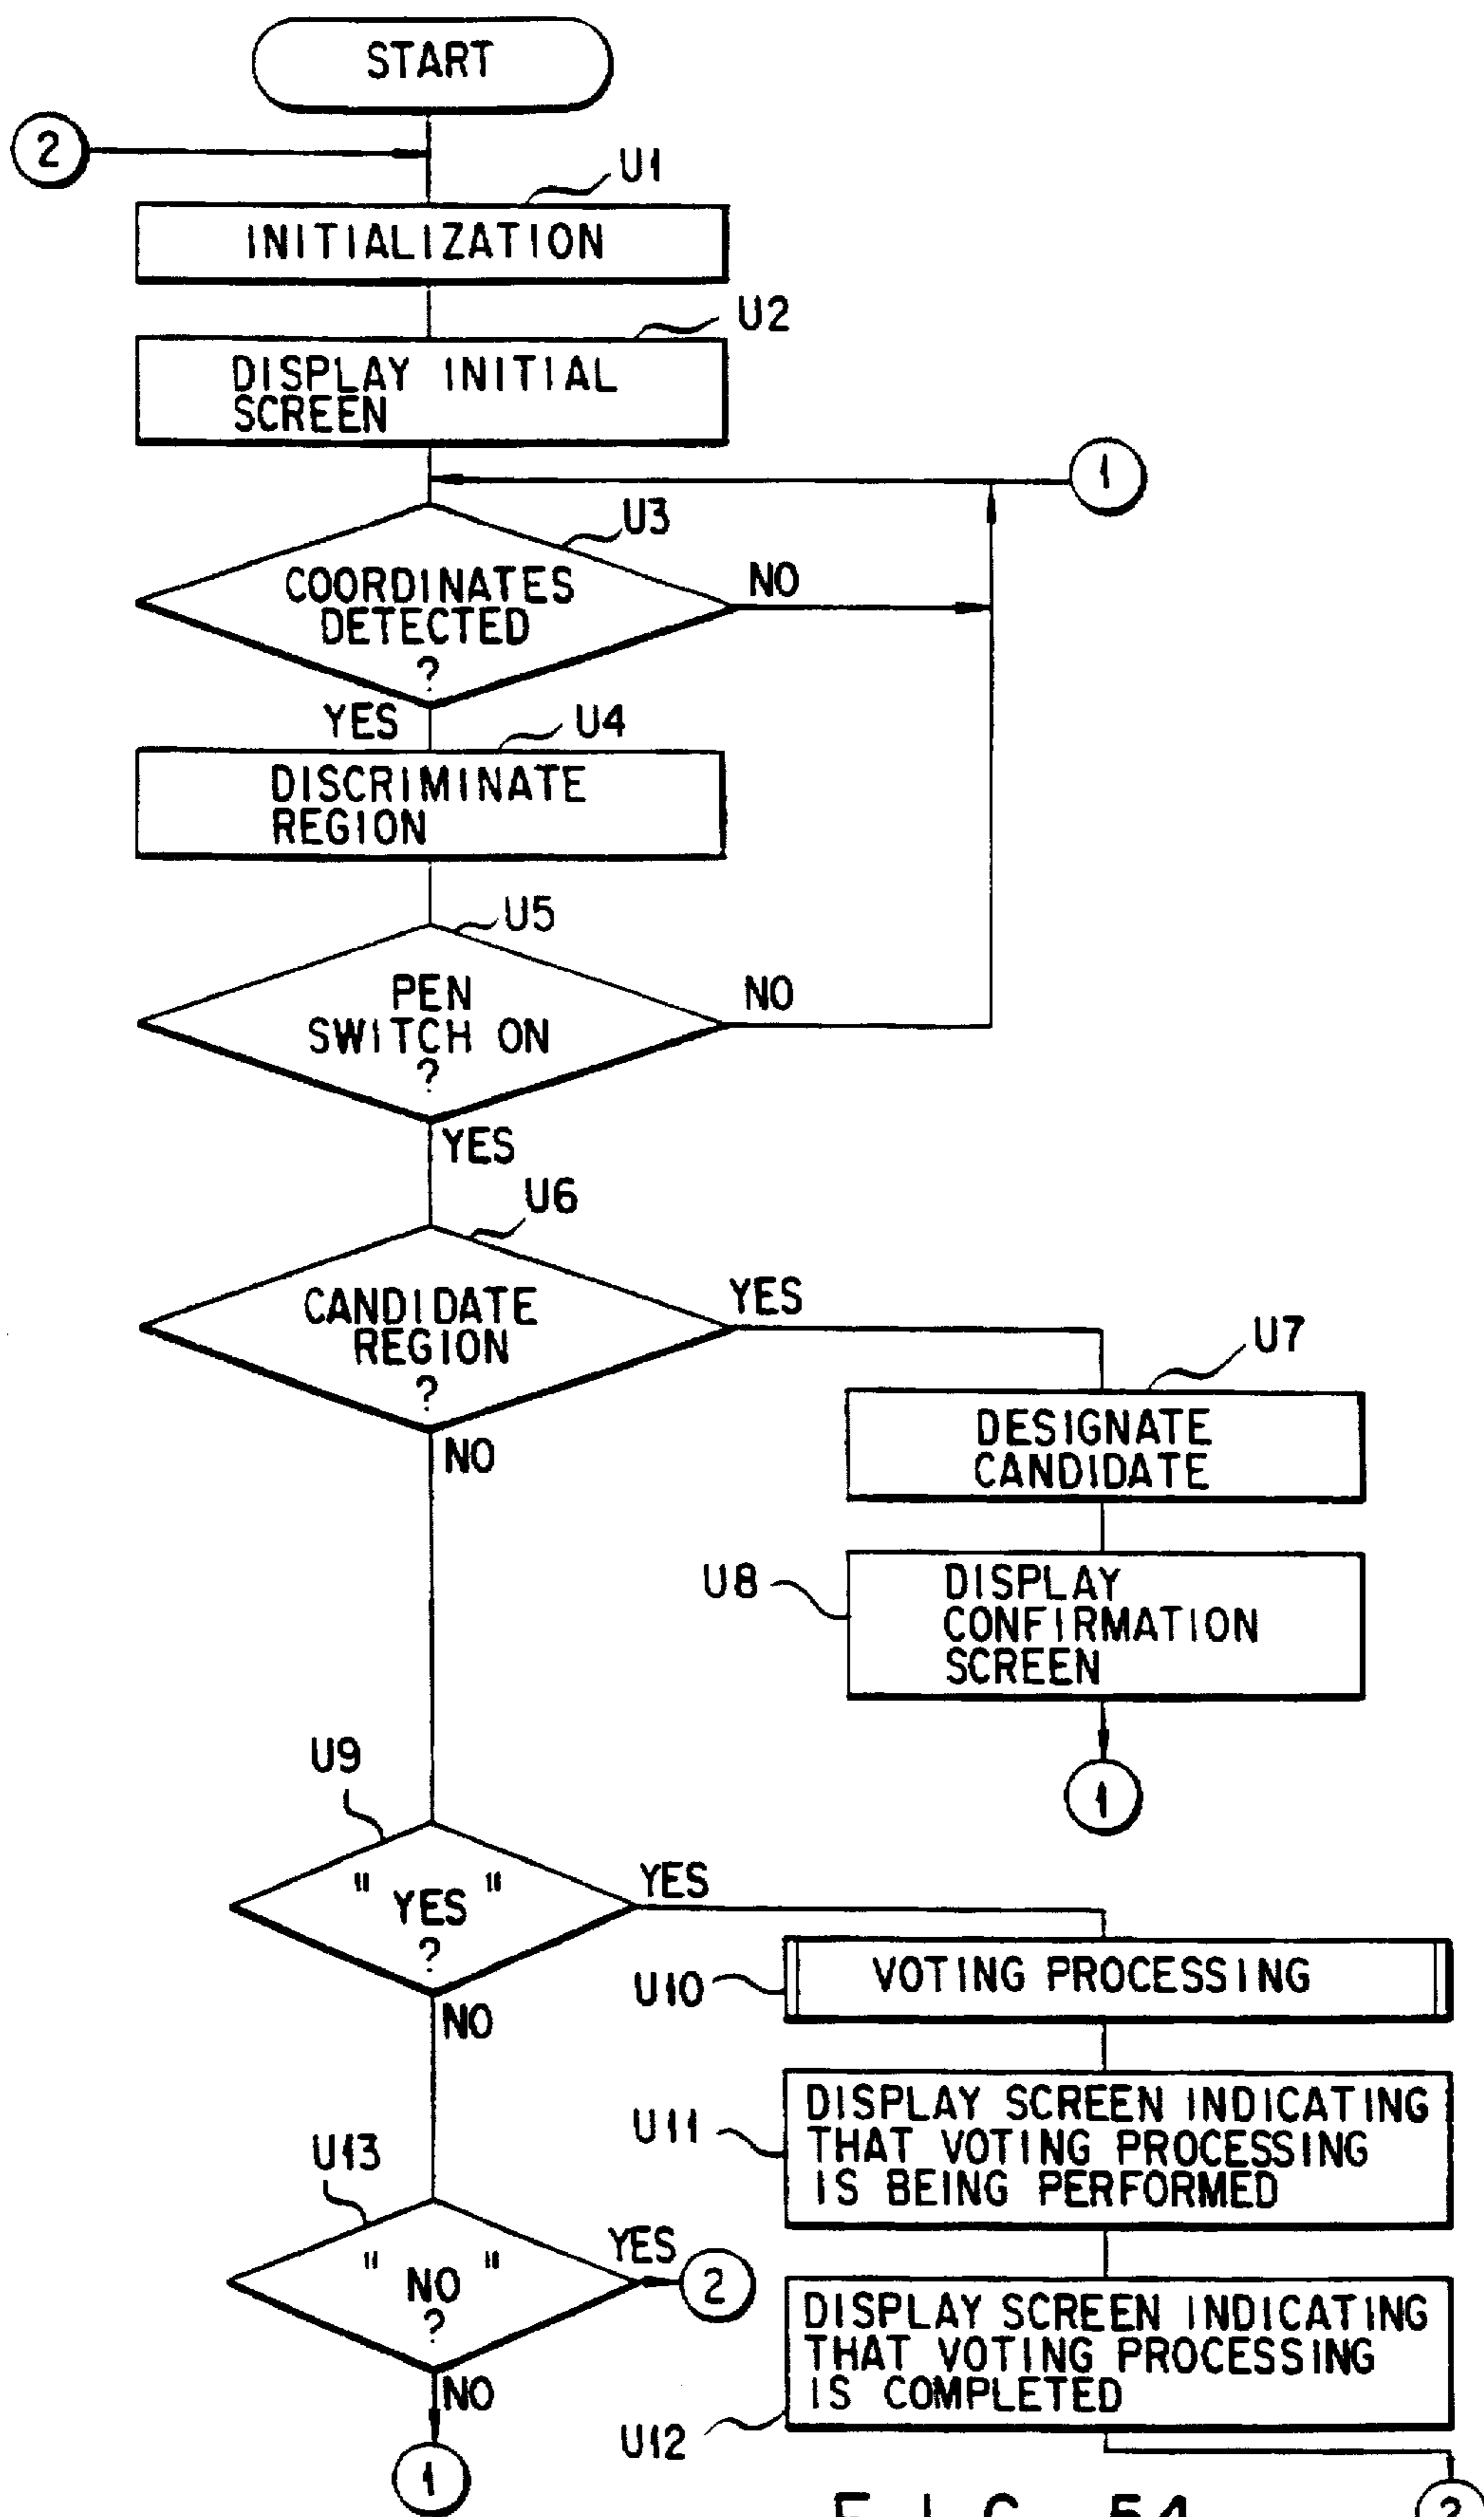 START
2
U1
INITIALIZATION
U2
DISPLAY INITIAL
SCREEN
1
U3
COORDINATES
DETECTED
?
NO
YES
U4
DISCRIMINATE
REGION
U5
PEN
SWITCH ON
?
NO
YES
U6
CANDIDATE
REGION
?
YES
NO
U7
DESIGNATE
CANDIDATE
U8
DISPLAY
CONFIRMATION
SCREEN
1
U9
" YES "
?
YES
NO
U10
VOTING PROCESSING
U11
DISPLAY SCREEN INDICATING
THAT VOTING PROCESSING
IS BEING PERFORMED
U13
" NO "
?
YES
2
NO
1
DISPLAY SCREEN INDICATING
THAT VOTING PROCESSING
IS COMPLETED
U12
2